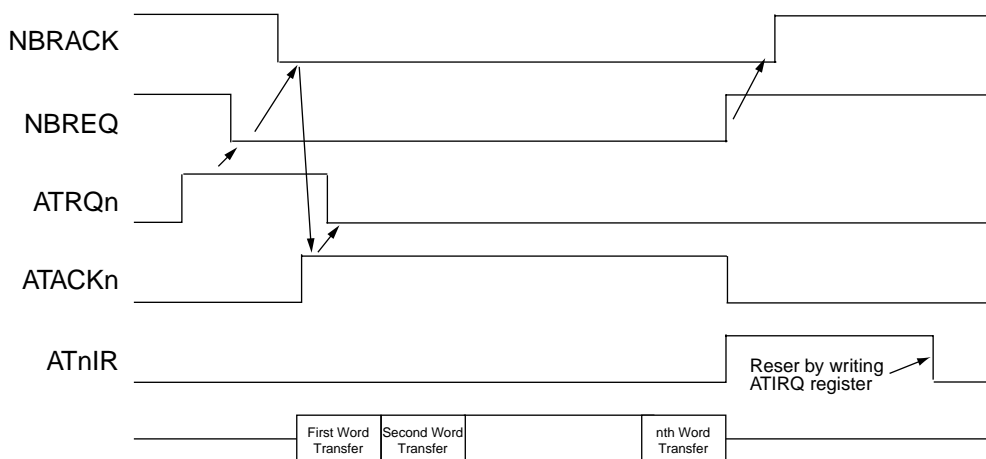 NBRACK
NBREQ
ATRQn
ATACKn
ATnIR
Reser by writing
ATIRQ register
First Word
Transfer
Second Word
Transfer
nth Word
Transfer